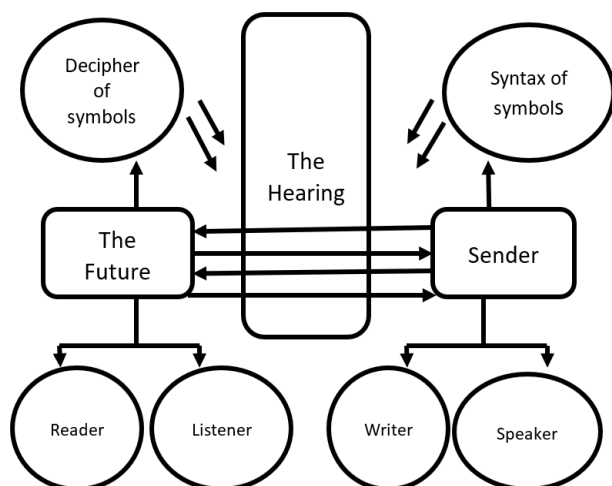 Decipher
of
symbols
Syntax of
symbols
The
Hearing
The
Future
Sender
Reader
Listener
Writer
Speaker